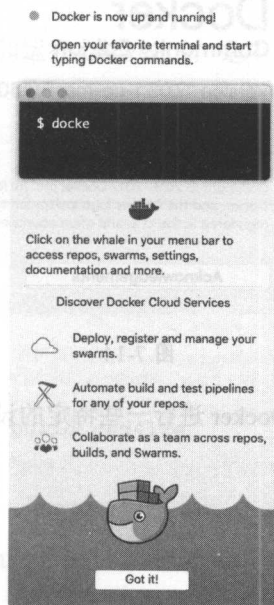 Docker is now up and running!
Open your favorite terminal and start
typing Docker commands.
$ docke
Click on the whale in your menu bar to
access repos, swarms, settings,
documentation and more.
Discover Docker Cloud Services
Deploy, register and manage your
swarms.
Automate build and test pipelines
for any of your repos.
Collaborate as a team across repos,
builds, and Swarms.
Got it!